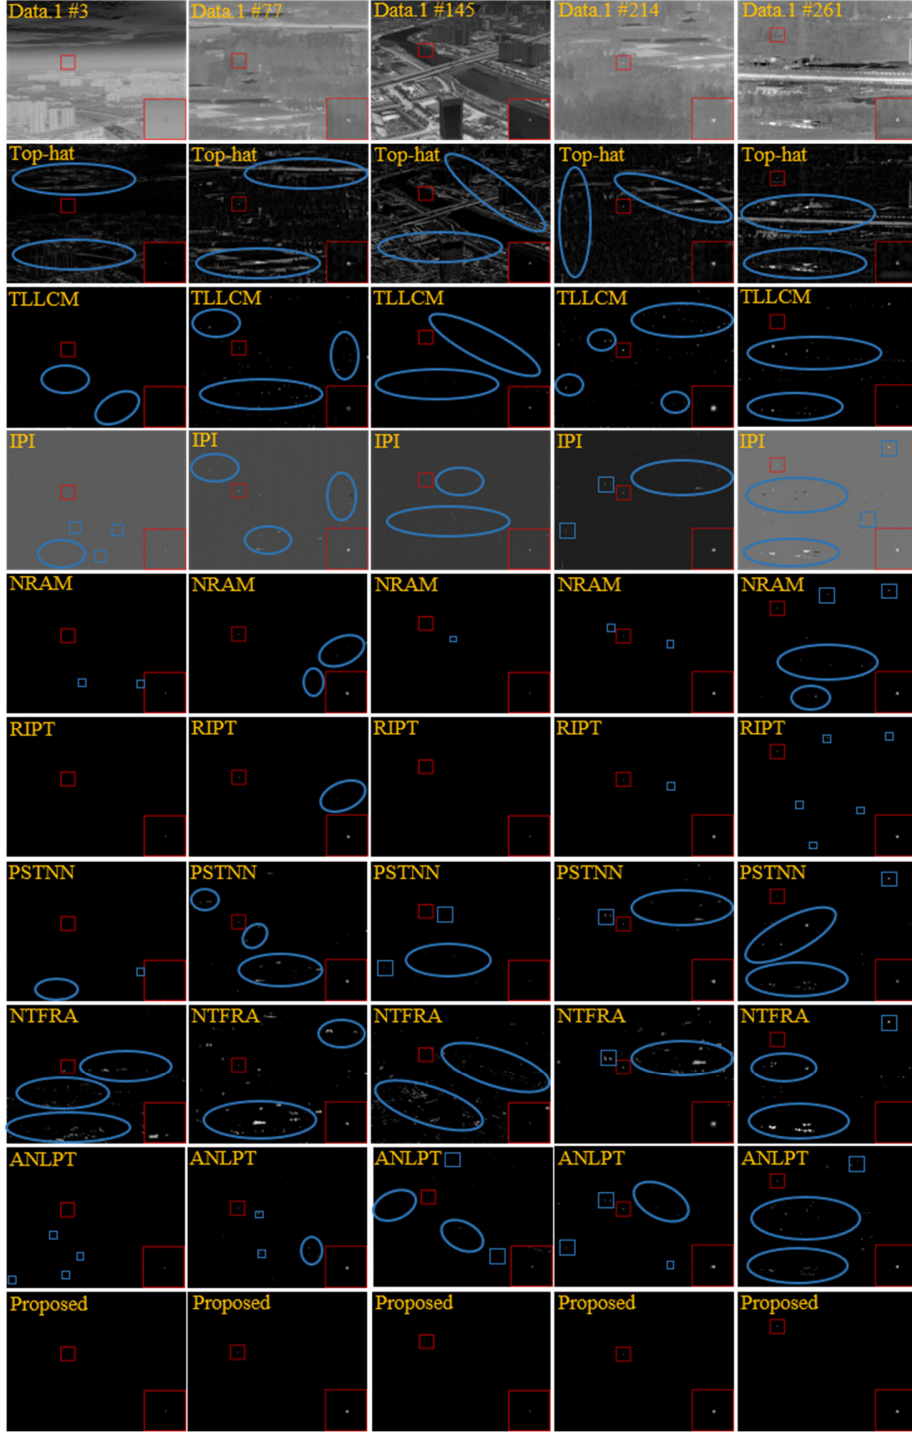 Data.1 #3 Data.1 #77 Data.1 #145 Data.1 #214 Data.1 #261
Top-hat Top-hat Top-hat Top-hat Top-hat
TLLCM TLLCM TLLCM TLLCM TLLCM
IPI IPI IPI IPI IPI
NRAM NRAM NRAM NRAM NRAM
RIPT RIPT RIPT RIPT RIPT
PSTNN PSTNN PSTNN PSTNN PSTNN
NTFRA NTFRA NTFRA NTFRA NTFRA
ANLPT ANLPT ANLPT ANLPT ANLPT
Proposed Proposed Proposed Proposed Proposed